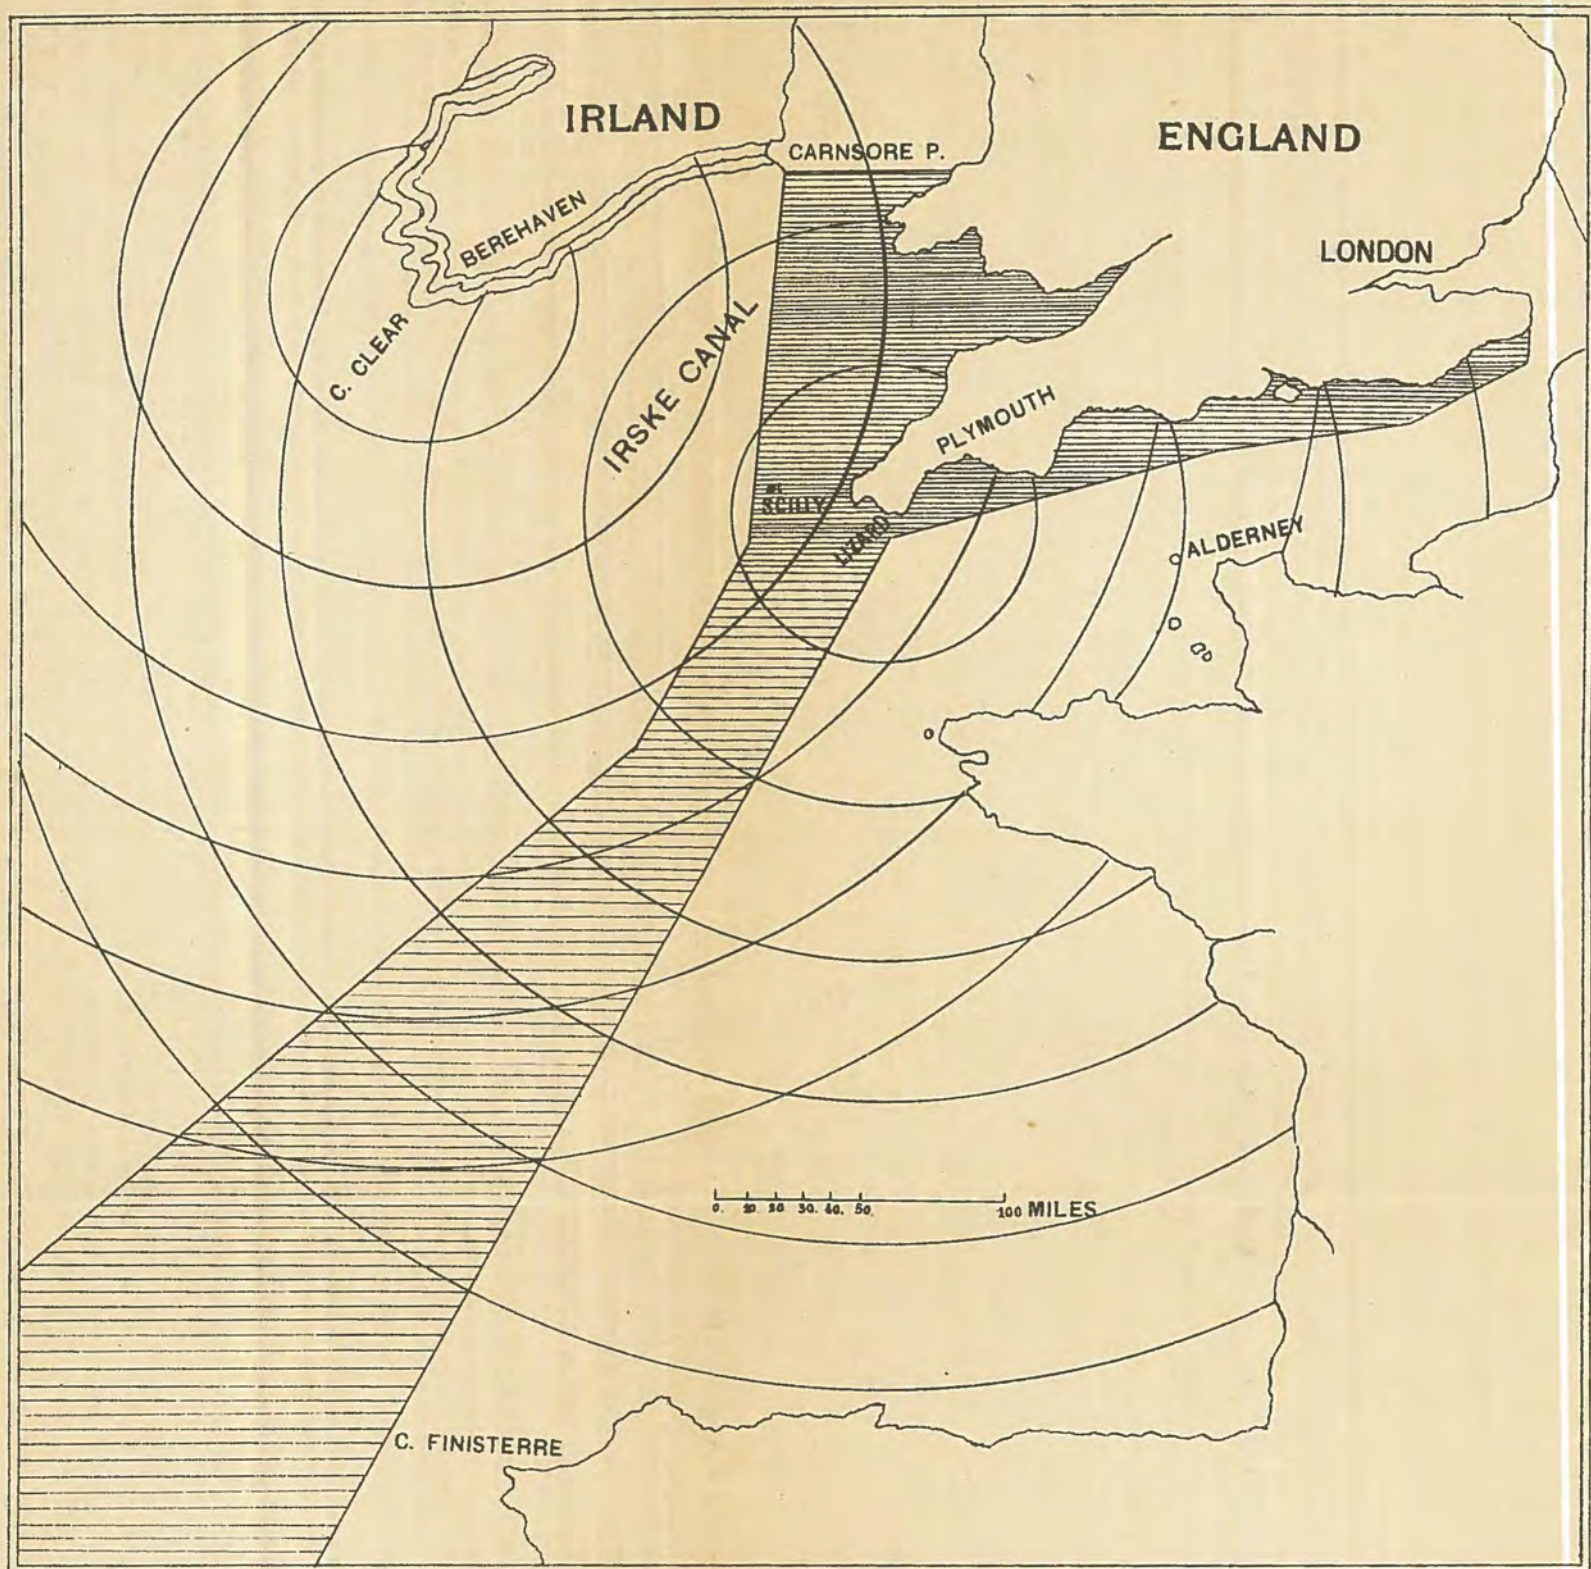 IRLAND
ENGLAND
CARNSORE P.
BEREHAVEN
LONDON
C. CLEAR
IRSKE CANAL
PLYMOUTH
SCILLY
LIZARD
ALDERNEY
0. 10. 20 30. 40. 50. 100 MILES
C. FINISTERRE